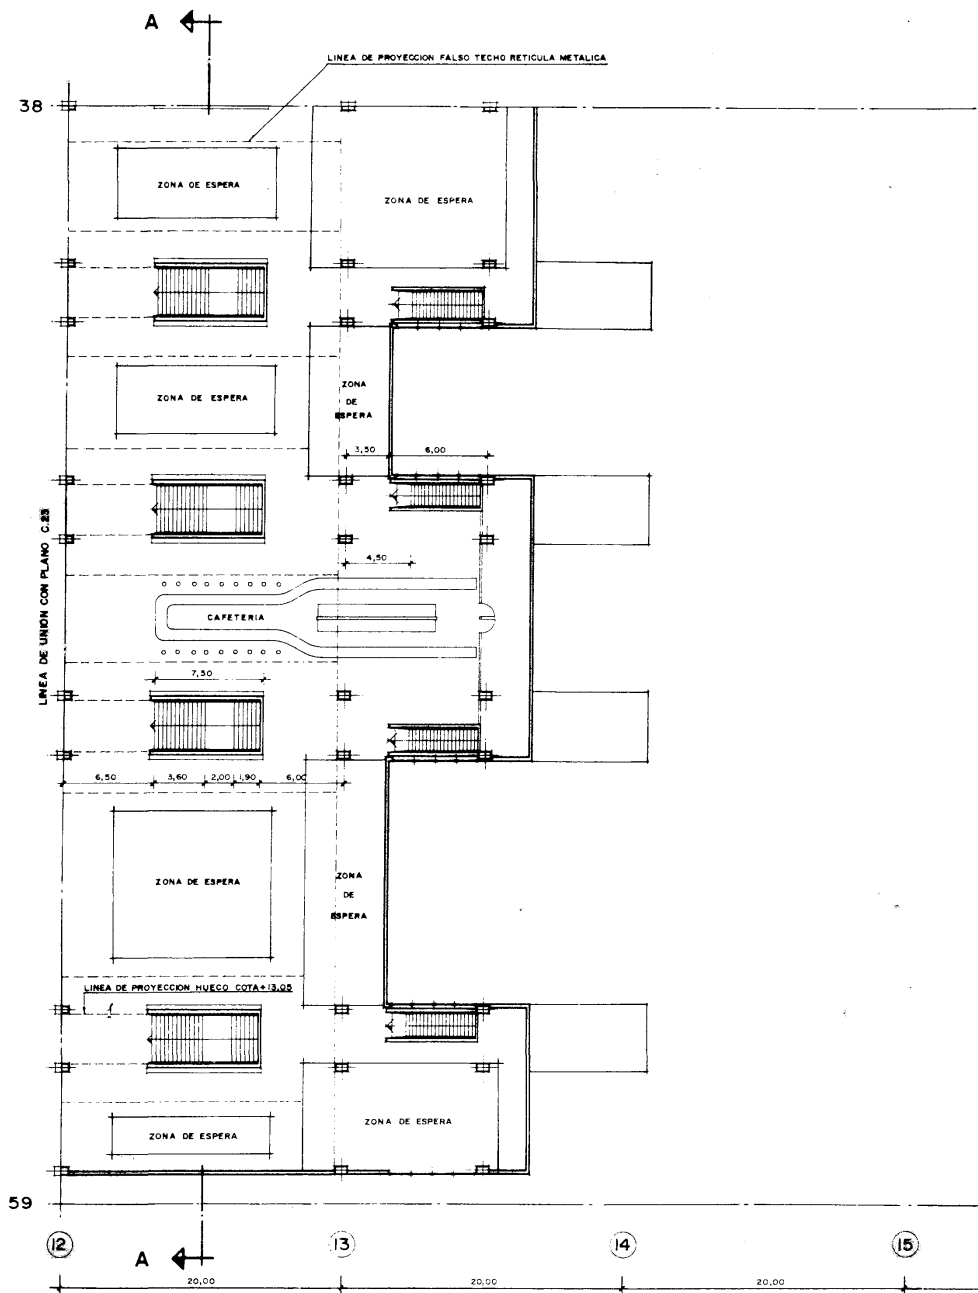 A
LINEA DE PROYECCION FALSO TECHO RETICULA METALICA
38
ZONA DE ESPERA
ZONA DE ESPERA
ZONA DE ESPERA
ZONA
DE
ESPERA
3,50
6,00
LINEA DE UNION CON PLANO C.23
4,50
CAFETERIA
7,50
6,50
3,60
2,00
1,90
6,00
ZONA DE ESPERA
ZONA
DE
ESPERA
LINEA DE PROYECCION HUECO COTA+13,05
ZONA DE ESPERA
ZONA DE ESPERA
59
12
13
14
15
A
20,00
20,00
20,00